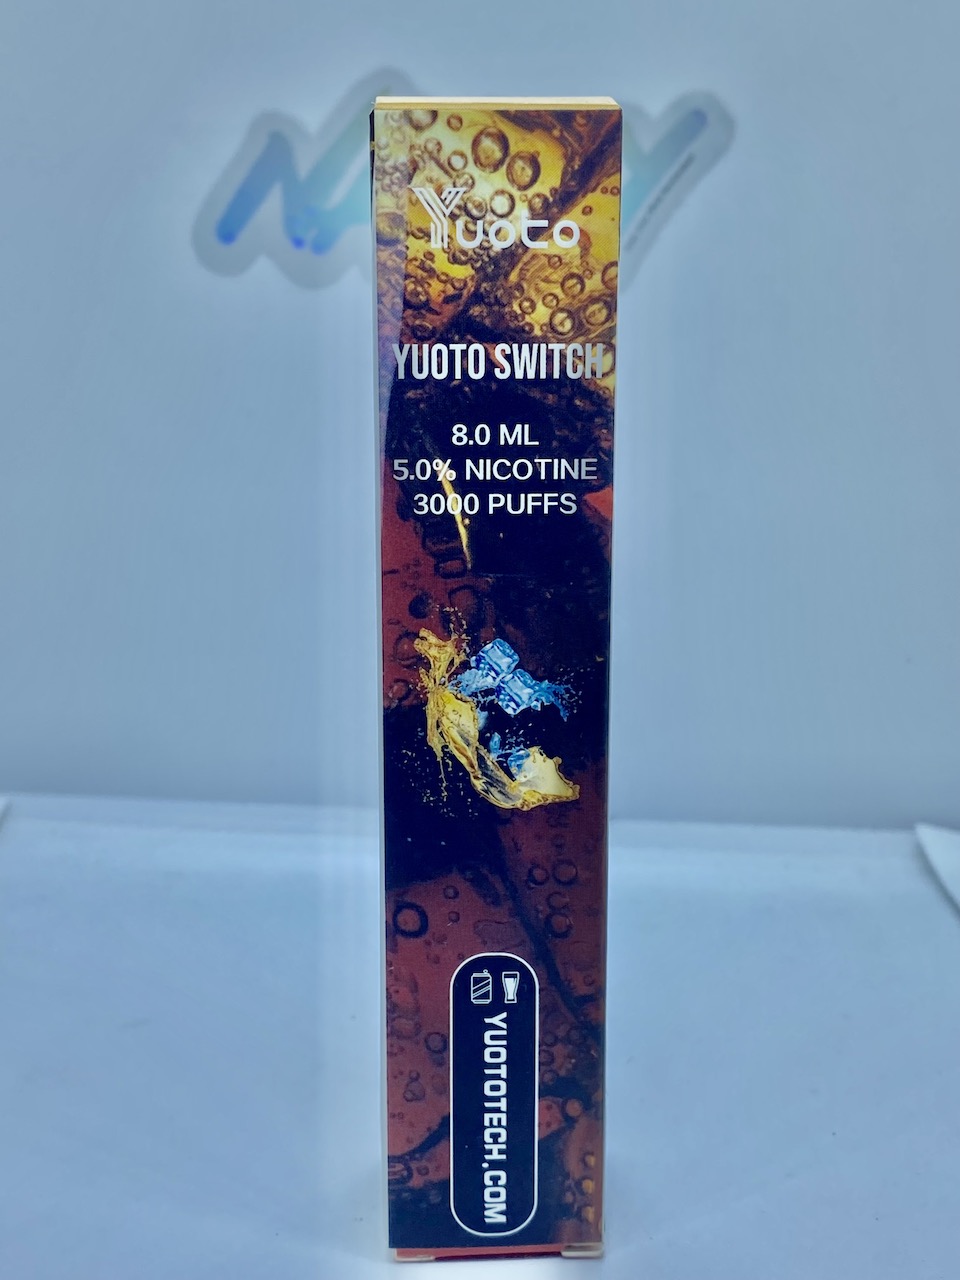 Yuoto
YUOTO SWITCH
8.0 ML
5.0% NICOTINE
3000 PUFFS
YUOTOTECH.COM